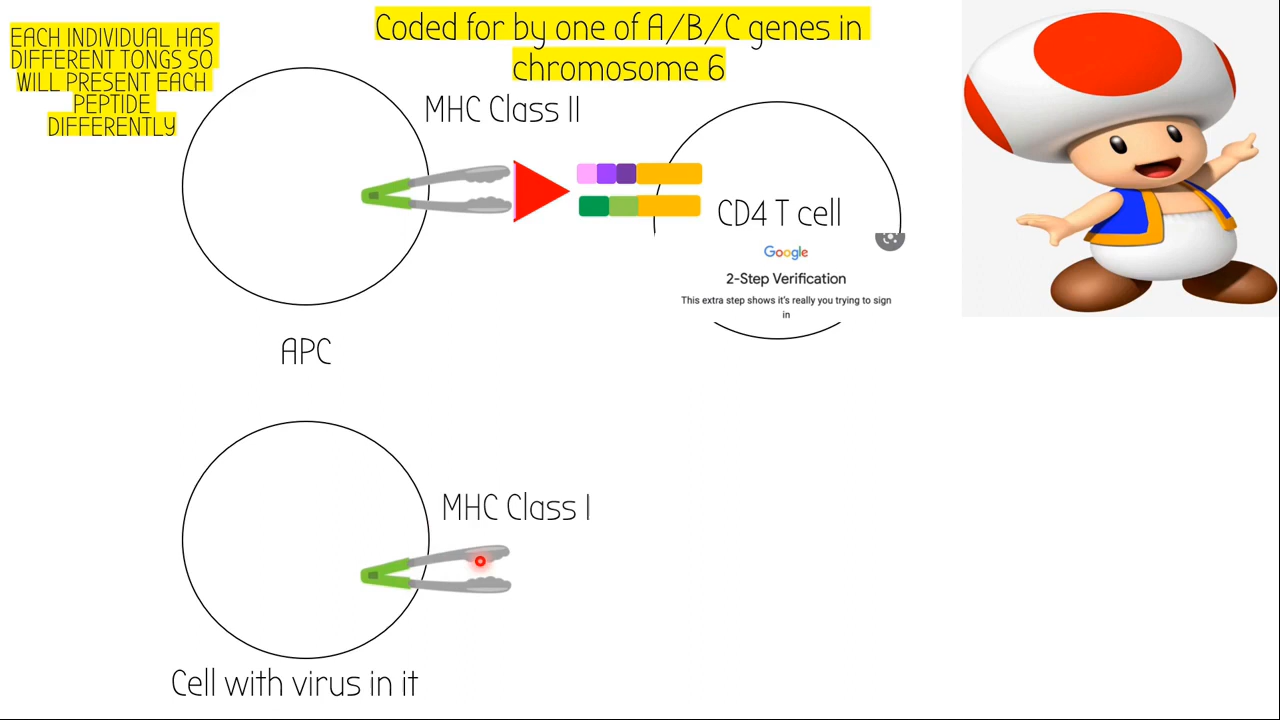 EACH INDIVIDUAL HAS
DIFFERENT TONGS SO
WILL PRESENT EACH
PEPTIDE
DIFFERENTLY
Coded for by one of A/B/C genes in
chromosome 6
MHC Class II
CD4 T cell
Google
2-Step Verification
This extra step shows it's really you trying to sign
in
APC
MHC Class I
Cell with virus in it